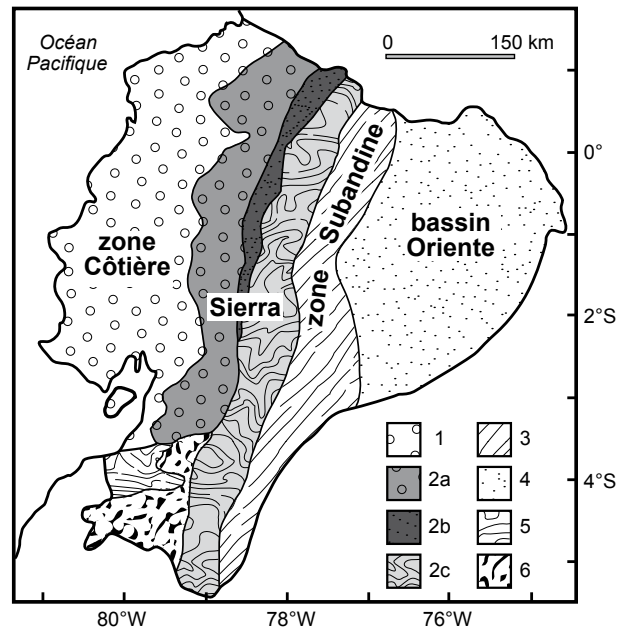 Océan
Pacifique
0 150 km
zone
Côtière
Sierra
zone Subandine
bassin
Oriente
0°
2°S
4°S
1
2a
2b
2c
3
4
5
6
80°W
78°W
76°W